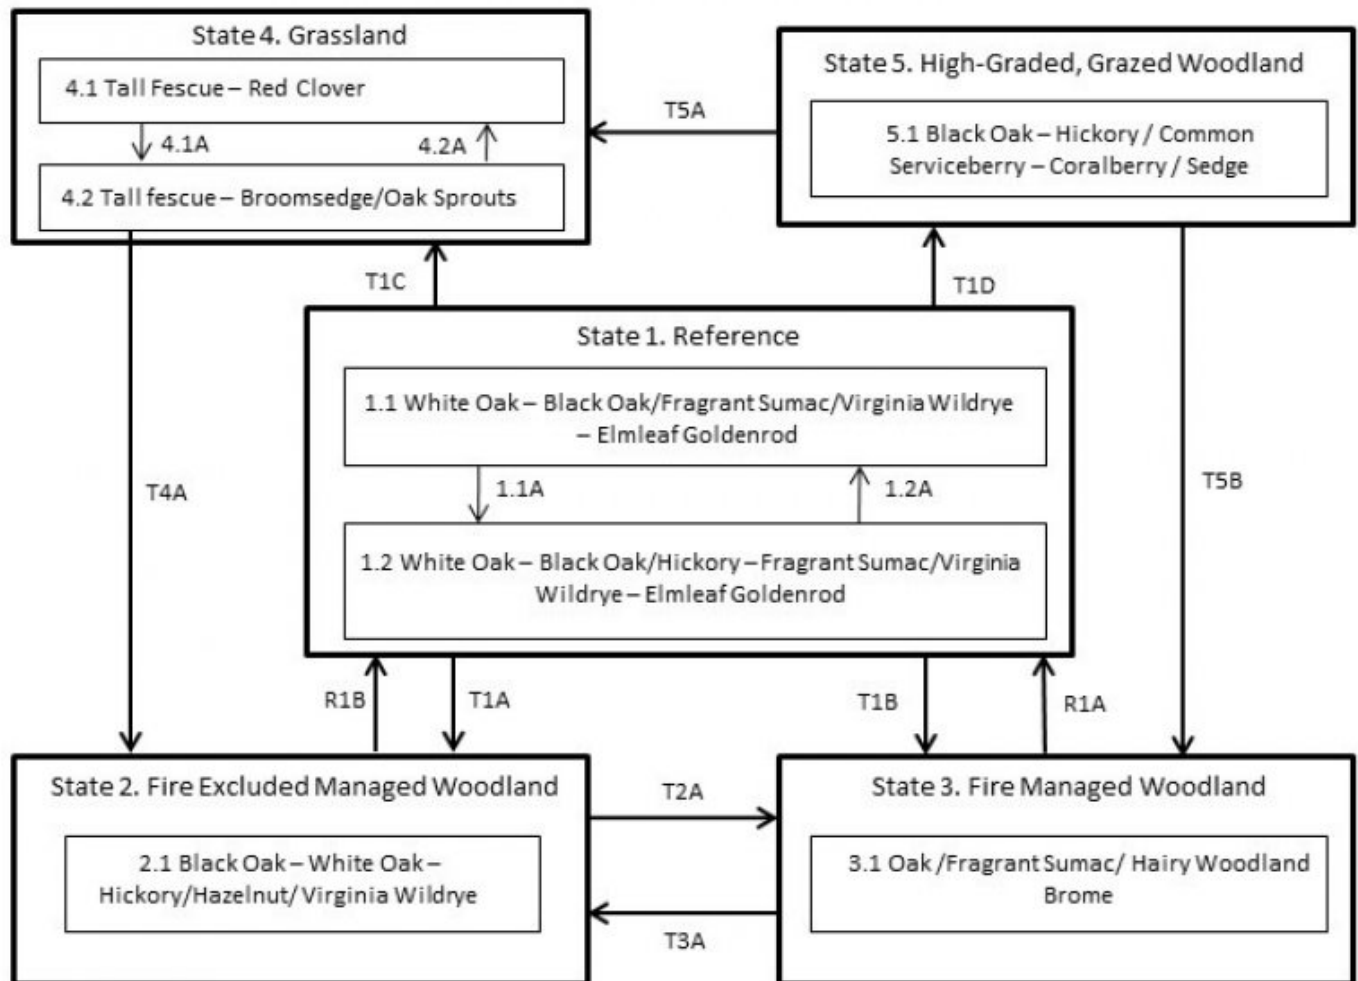 State 4. Grassland
4.1 Tall Fescue – Red Clover
4.1A
4.2A
4.2 Tall fescue – Broomsedge/Oak Sprouts
T5A
State 5. High-Graded, Grazed Woodland
5.1 Black Oak – Hickory / Common
Serviceberry – Coralberry / Sedge
T1C
T1D
State 1. Reference
1.1 White Oak – Black Oak/Fragrant Sumac/Virginia Wildrye
– Elmleaf Goldenrod
1.1A
1.2A
1.2 White Oak – Black Oak/Hickory – Fragrant Sumac/Virginia
Wildrye – Elmleaf Goldenrod
T4A
T5B
R1B
T1A
T1B
R1A
State 2. Fire Excluded Managed Woodland
2.1 Black Oak – White Oak –
Hickory/Hazelnut/ Virginia Wildrye
T2A
T3A
State 3. Fire Managed Woodland
3.1 Oak /Fragrant Sumac/ Hairy Woodland
Brome